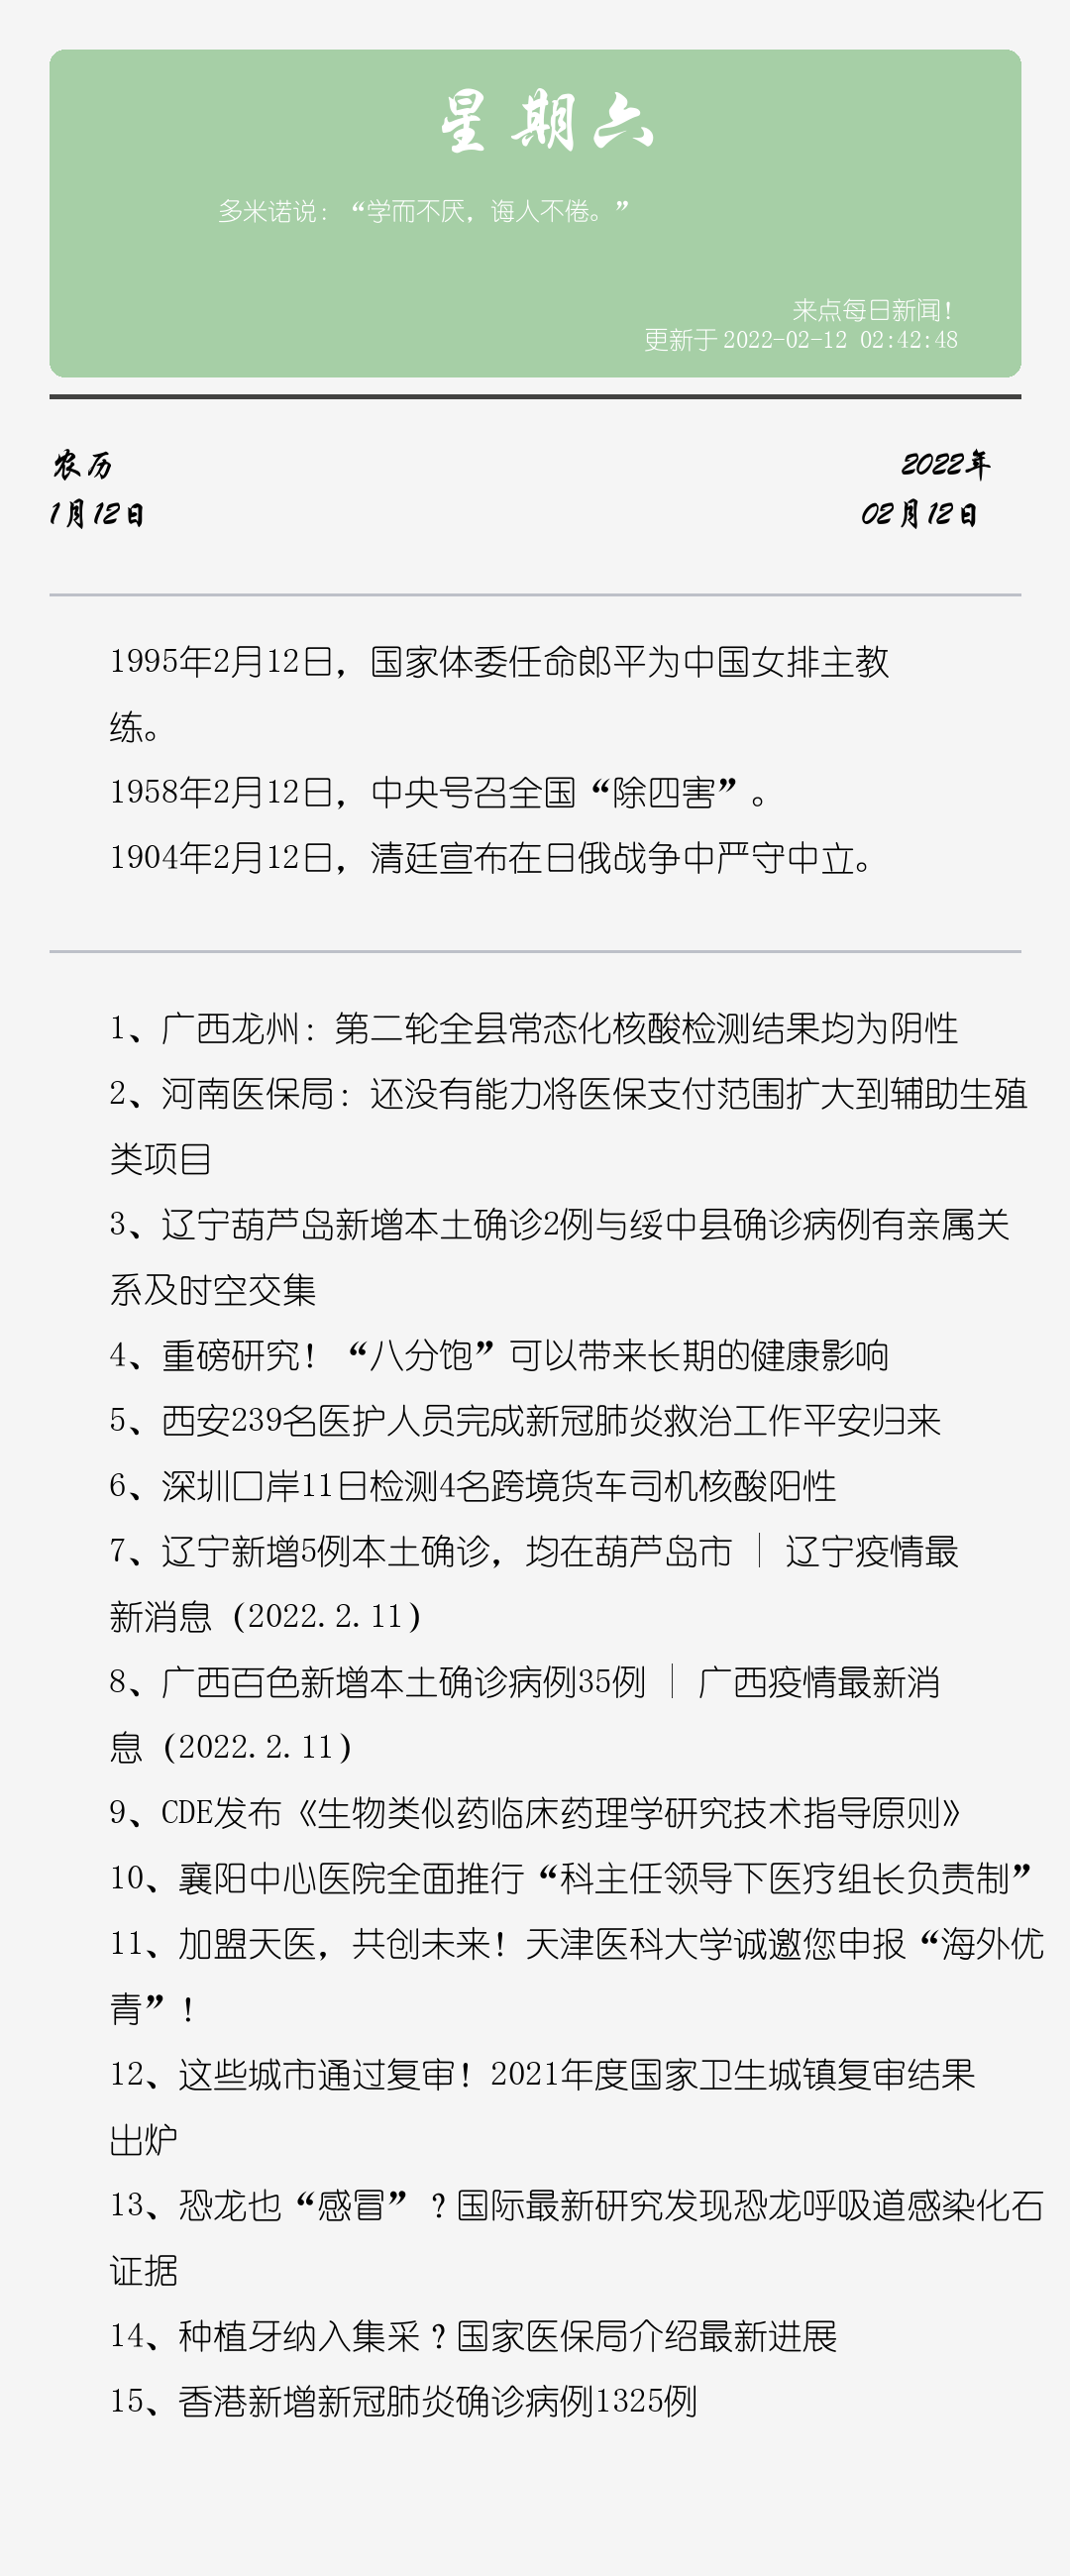 星期六
多米诺说：“学而不厌，诲人不倦。”
来点每日新闻！
更新于 2022-02-12 02:42:48
农历
2022年
1月12日
02月12日
1995年2月12日，国家体委任命郎平为中国女排主教
练。
1958年2月12日，中央号召全国“除四害”。
1904年2月12日，清廷宣布在日俄战争中严守中立。
1、广西龙州：第二轮全县常态化核酸检测结果均为阴性
2、河南医保局：还没有能力将医保支付范围扩大到辅助生殖
类项目
3、辽宁葫芦岛新增本土确诊2例与绥中县确诊病例有亲属关
系及时空交集
4、重磅研究！“八分饱”可以带来长期的健康影响
5、西安239名医护人员完成新冠肺炎救治工作平安归来
6、深圳口岸11日检测4名跨境货车司机核酸阳性
7、辽宁新增5例本土确诊，均在葫芦岛市 ｜ 辽宁疫情最
新消息（2022.2.11）
8、广西百色新增本土确诊病例35例 ｜ 广西疫情最新消
息（2022.2.11）
9、CDE发布《生物类似药临床药理学研究技术指导原则》
10、襄阳中心医院全面推行“科主任领导下医疗组长负责制”
11、加盟天医，共创未来！天津医科大学诚邀您申报“海外优
青”！
12、这些城市通过复审！2021年度国家卫生城镇复审结果
出炉
13、恐龙也“感冒”？国际最新研究发现恐龙呼吸道感染化石
证据
14、种植牙纳入集采？国家医保局介绍最新进展
15、香港新增新冠肺炎确诊病例1325例